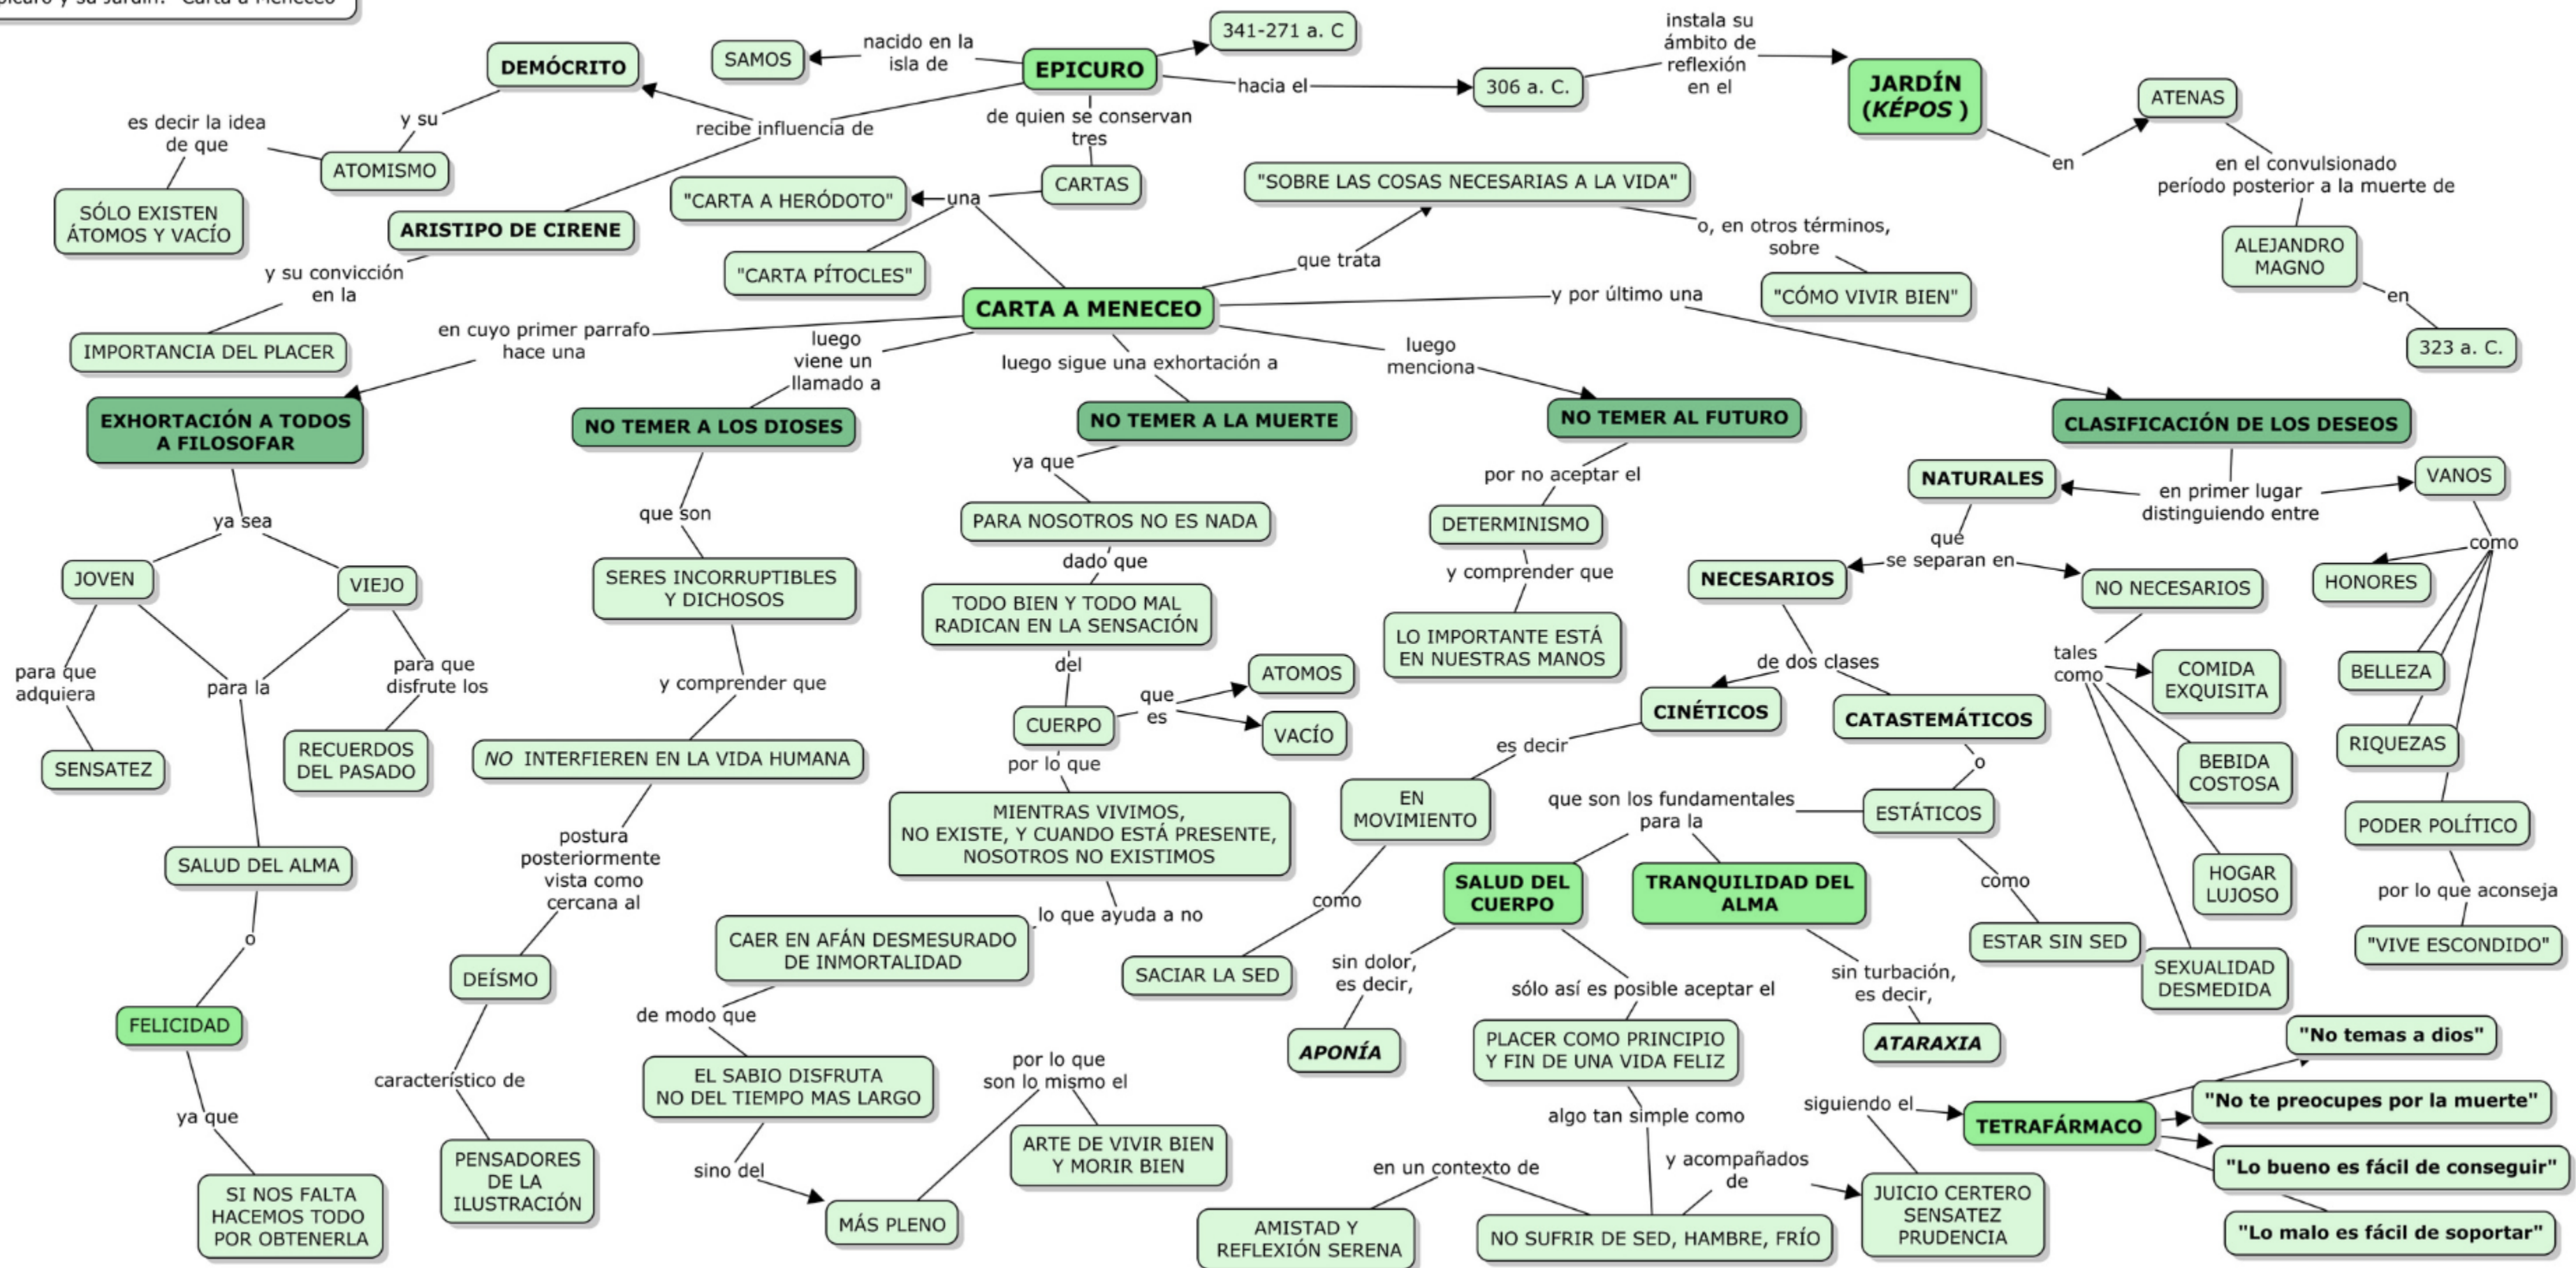 Epicuro y su Jardín. "Carta a Meneceo"
EPICURO
nacido en la
isla de
SAMOS
341-271 a. C
hacia el
306 a. C.
instala su
ámbito de
reflexión
en el
JARDÍN
(KÉPOS )
en
ATENAS
en el convulsionado
período posterior a la muerte de
ALEJANDRO
MAGNO
en
323 a. C.
recibe influencia de
DEMÓCRITO
y su
ATOMISMO
es decir la idea
de que
SÓLO EXISTEN
ÁTOMOS Y VACÍO
ARISTIPO DE CIRENE
y su convicción
en la
IMPORTANCIA DEL PLACER
de quien se conservan
tres
CARTAS
una
"CARTA A HERÓDOTO"
"CARTA PÍTOCLES"
CARTA A MENECEO
que trata
"SOBRE LAS COSAS NECESARIAS A LA VIDA"
o, en otros términos,
sobre
"CÓMO VIVIR BIEN"
en cuyo primer parrafo
hace una
EXHORTACIÓN A TODOS
A FILOSOFAR
ya sea
JOVEN
VIEJO
para que
adquiera
SENSATEZ
para la
para que
disfrute los
RECUERDOS
DEL PASADO
SALUD DEL ALMA
o
FELICIDAD
ya que
SI NOS FALTA
HACEMOS TODO
POR OBTENERLA
luego
viene un
llamado a
NO TEMER A LOS DIOSES
que son
SERES INCORRUPTIBLES
Y DICHOSOS
y comprender que
NO INTERFIEREN EN LA VIDA HUMANA
postura
posteriormente
vista como
cercana al
DEÍSMO
característico de
PENSADORES
DE LA
ILUSTRACIÓN
luego sigue una exhortación a
NO TEMER A LA MUERTE
ya que
PARA NOSOTROS NO ES NADA
dado que
TODO BIEN Y TODO MAL
RADICAN EN LA SENSACIÓN
del
CUERPO
que
es
ATOMOS
VACÍO
por lo que
MIENTRAS VIVIMOS,
NO EXISTE, Y CUANDO ESTÁ PRESENTE,
NOSOTROS NO EXISTIMOS
lo que ayuda a no
CAER EN AFÁN DESMESURADO
DE INMORTALIDAD
de modo que
EL SABIO DISFRUTA
NO DEL TIEMPO MAS LARGO
sino del
MÁS PLENO
por lo que
son lo mismo el
ARTE DE VIVIR BIEN
Y MORIR BIEN
luego
menciona
NO TEMER AL FUTURO
por no aceptar el
DETERMINISMO
y comprender que
LO IMPORTANTE ESTÁ
EN NUESTRAS MANOS
y por último una
CLASIFICACIÓN DE LOS DESEOS
en primer lugar
distinguiendo entre
NATURALES
VANOS
que
se separan en
NECESARIOS
NO NECESARIOS
como
HONORES
BELLEZA
RIQUEZAS
PODER POLÍTICO
por lo que aconseja
"VIVE ESCONDIDO"
tales
como
COMIDA
EXQUISITA
BEBIDA
COSTOSA
HOGAR
LUJOSO
SEXUALIDAD
DESMEDIDA
de dos clases
CINÉTICOS
CATASTEMÁTICOS
es decir
EN
MOVIMIENTO
como
SACIAR LA SED
o
ESTÁTICOS
como
ESTAR SIN SED
que son los fundamentales
para la
SALUD DEL
CUERPO
TRANQUILIDAD DEL
ALMA
sin dolor,
es decir,
APONÍA
sin turbación,
es decir,
ATARAXIA
sólo así es posible aceptar el
PLACER COMO PRINCIPIO
Y FIN DE UNA VIDA FELIZ
algo tan simple como
NO SUFRIR DE SED, HAMBRE, FRÍO
en un contexto de
AMISTAD Y
REFLEXIÓN SERENA
y acompañados
de
JUICIO CERTERO
SENSATEZ
PRUDENCIA
siguiendo el
TETRAFÁRMACO
"No temas a dios"
"No te preocupes por la muerte"
"Lo bueno es fácil de conseguir"
"Lo malo es fácil de soportar"